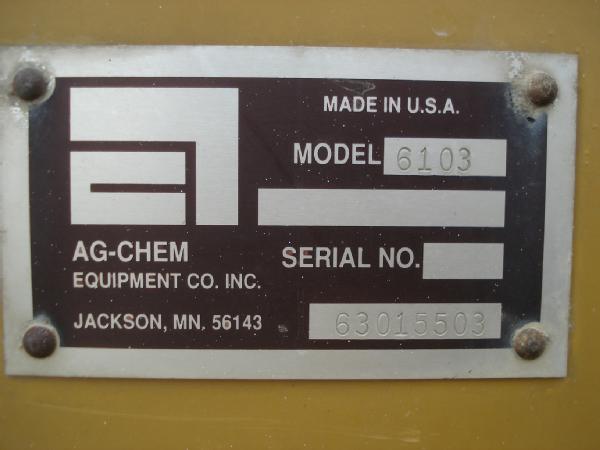 MADE IN U.S.A.
MODEL 6103
AG-CHEM
EQUIPMENT CO. INC.
JACKSON, MN. 56143
SERIAL NO.
63015503